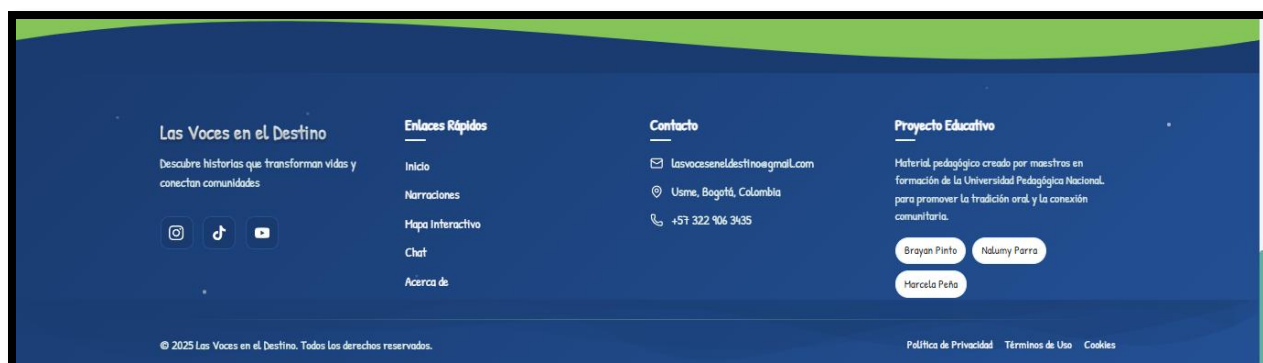 Las Voces en el Destino
Descubre historias que transforman vidas y
conectan comunidades
Enlaces Rápidos
Inicio
Narraciones
Mapa Interactivo
Chat
Acerca de
Contacto
lasvoceseneldestino@gmail.com
Usme, Bogotá, Colombia
+57 322 906 3435
Proyecto Educativo
Material pedagógico creado por maestros en
formación de la Universidad Pedagógica Nacional
para promover la tradición oral y la conexión
comunitaria.
Brayan Pinto
Nalumy Parra
Marcela Peña
© 2025 Las Voces en el Destino. Todos los derechos reservados.
Política de Privacidad Términos de Uso Cookies